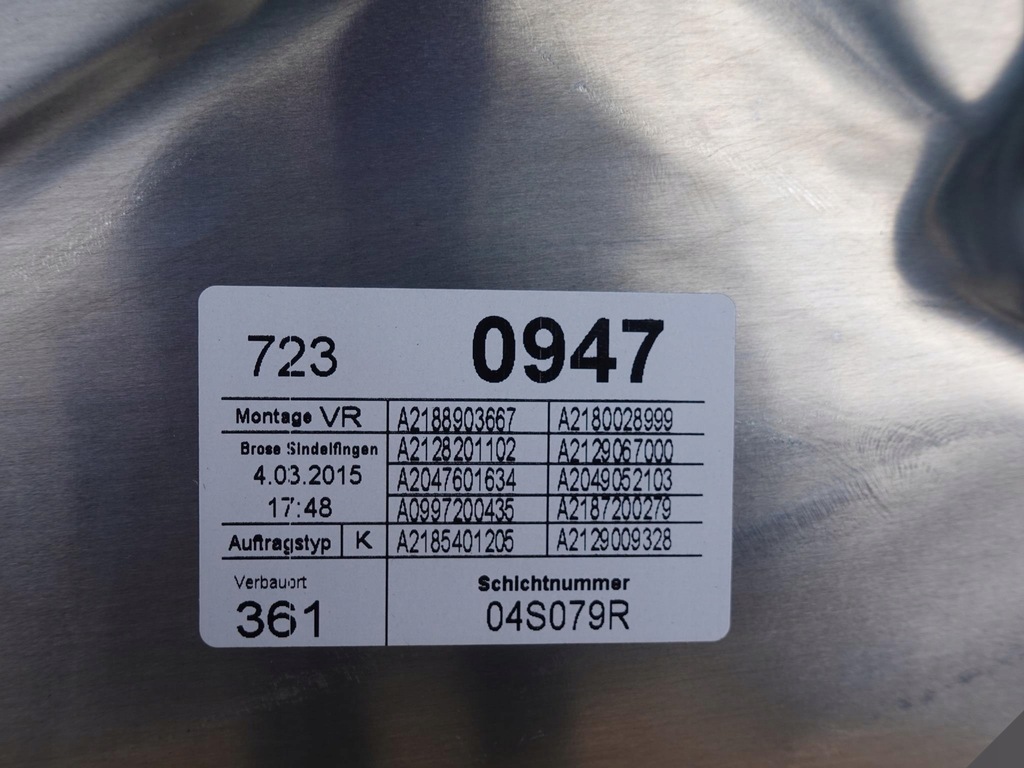 723 0947
Montage VR A2188903667 A2180028999
Brose Sindelfingen A2128201102 A2129067000
4.03.2015 A2047601634 A2049052103
17:48 A0997200435 A2187200279
Auftragstyp K A2185401205 A2129009328
Verbauort Schichtnummer
361 04S079R